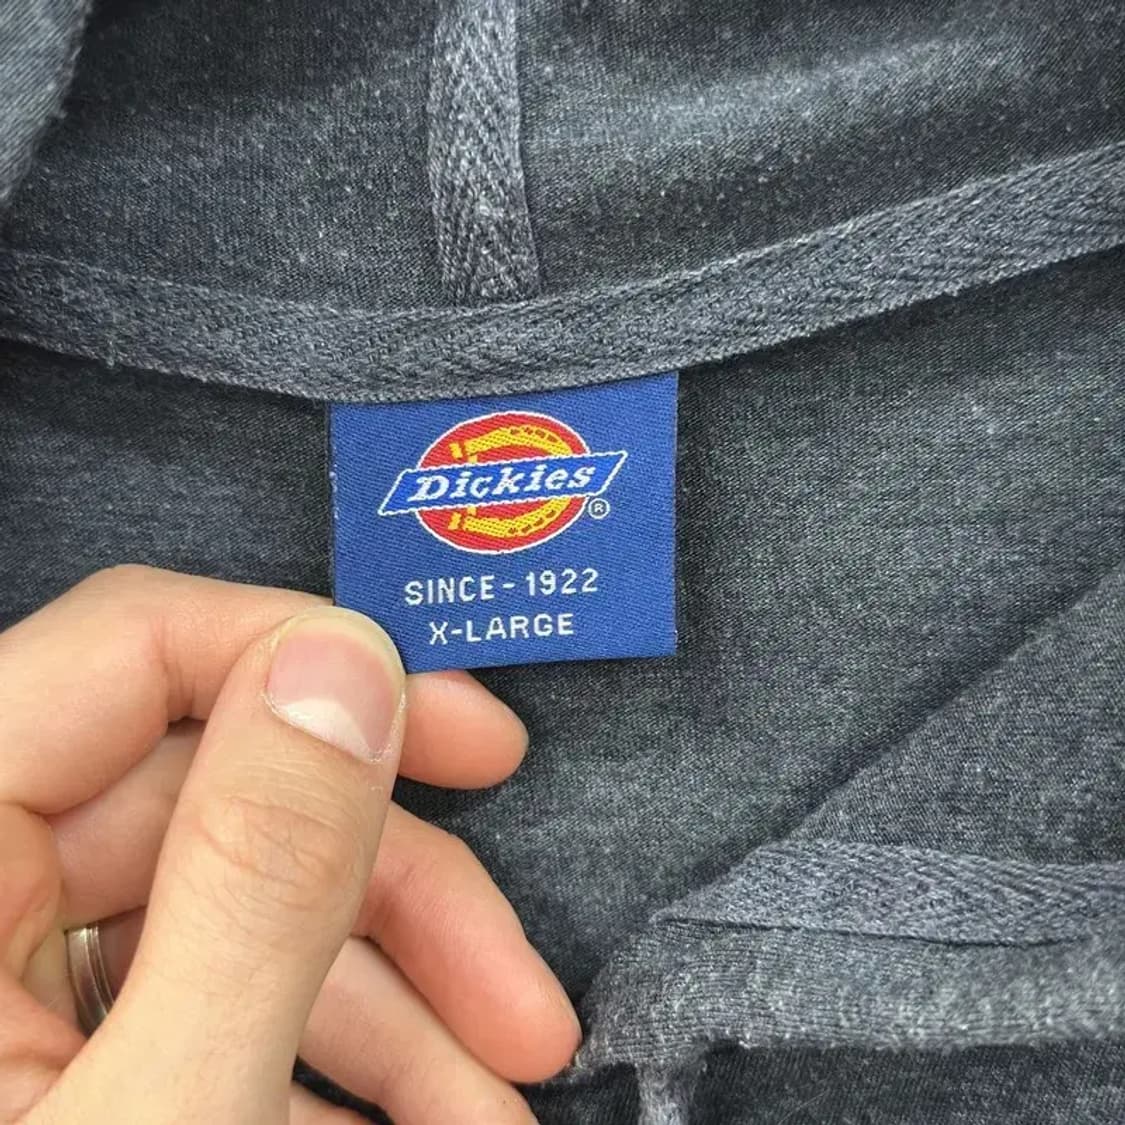 Dickies
®
SINCE-1922
X-LARGE